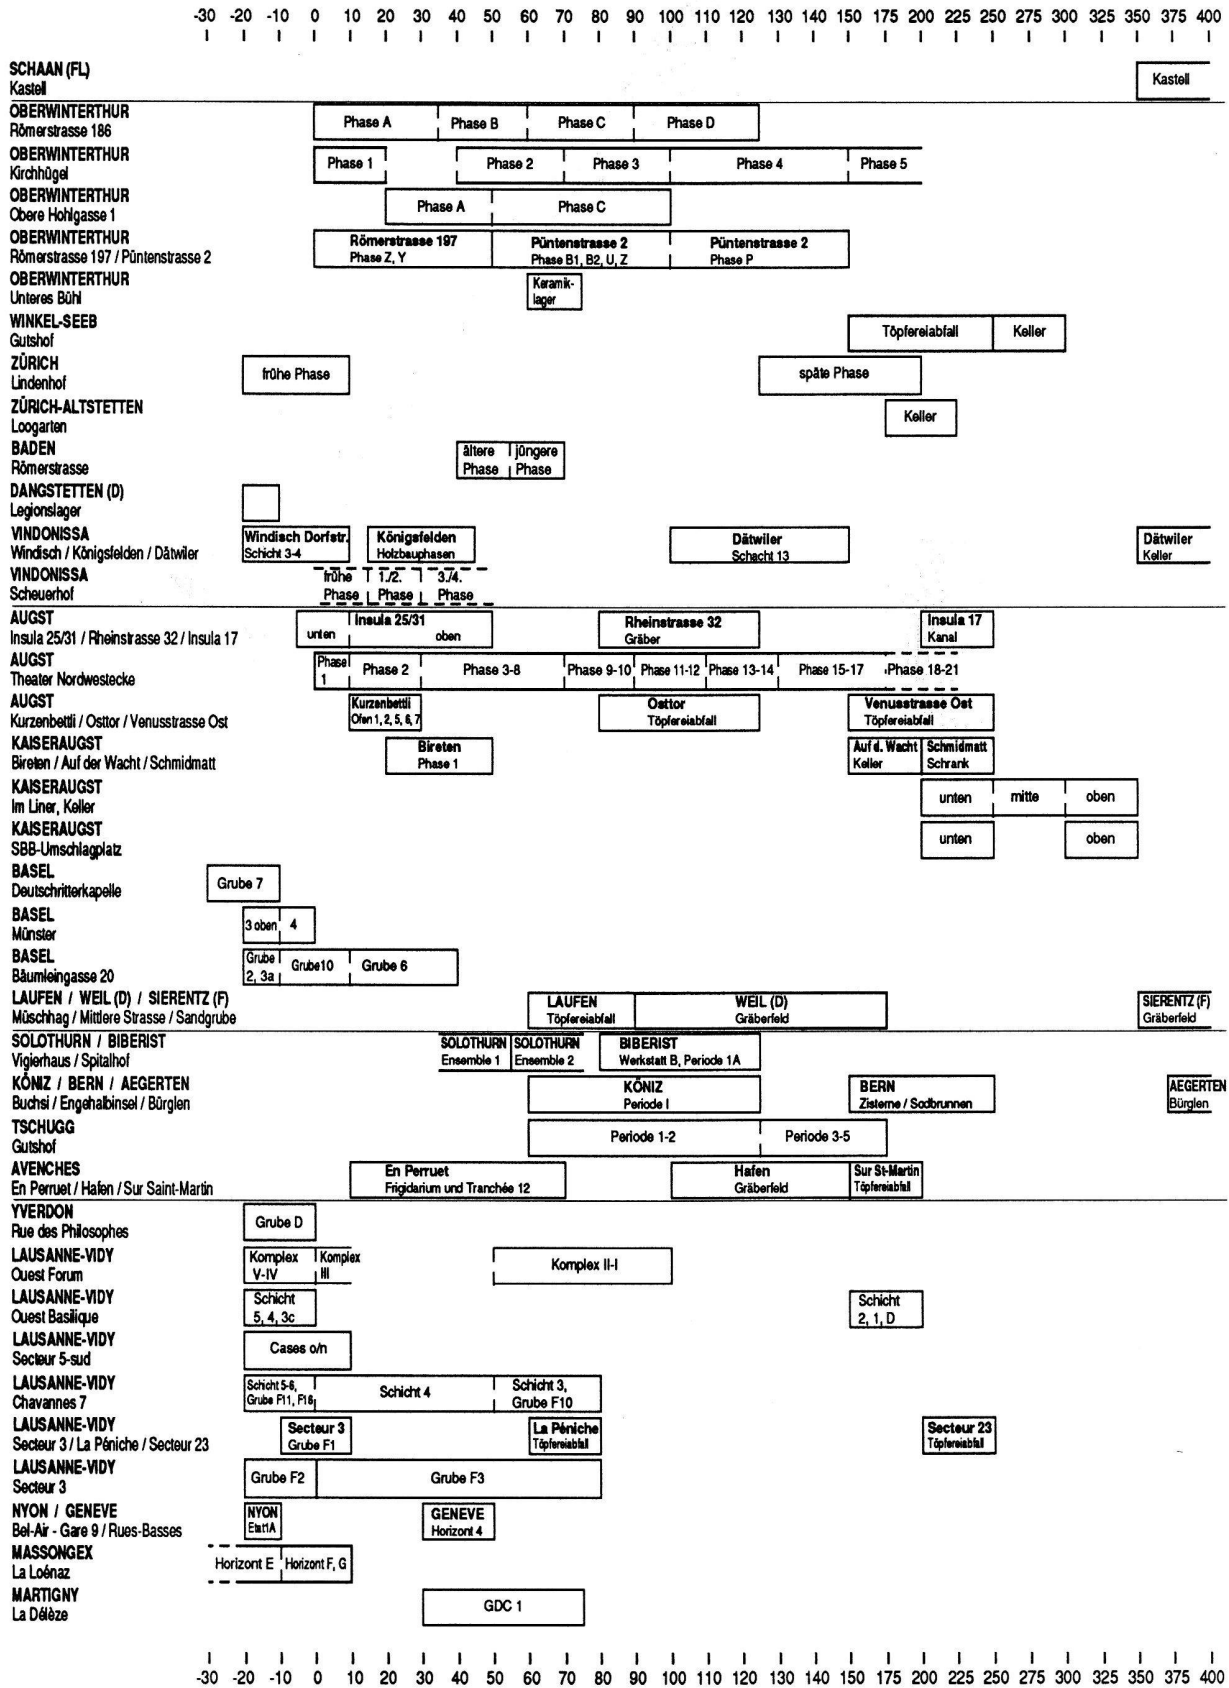 -30 -20 -10 0 10 20 30 40 50 60 70 80 90 100 110 130 150 175 200 225 250 275 300 325 350 375 400
SCHAAN (FL)
Kastell
Kastell
OBERWINTERTHUR
Römerstrasse 186
Phase A Phase B Phase C Phase D
OBERWINTERTHUR
Kirchhügel
Phase 1 Phase 2 Phase 3 Phase 4 Phase 5
OBERWINTERTHUR
Obere Hohlgasse 1
Phase A Phase C
OBERWINTERTHUR
Römerstrasse 197 / Püntenstrasse 2
Römerstrasse 197 Püntenstrasse 2 Püntenstrasse 2
Phase Z, Y Phase B1, B2, U, Z Phase P
OBERWINTERTHUR
Unteres Bühl
Keramik-
lager
WINKEL-SEEB
Gutshof
Töpfereiabfall Keller
ZÜRICH
Lindenhof
frühe Phase späte Phase
ZÜRICH-ALTSTETTEN
Loogarten
Keller
BADEN
Römerstrasse
ältere jüngere
Phase Phase
DANGSTETTEN (D)
Legionslager
VINDONISSA
Windisch / Königsfelden / Dätwiler
Windisch Dorfstr. Königsfelden Dätwiler Dätwiler
Schicht 3-4 Holzbauphasen Schacht 13 Keller
VINDONISSA
Scheuerhof
frühe 1./2. 3./4.
Phase Phase Phase
AUGST
Insula 25/31 / Rheinstrasse 32 / Insula 17
Insula 25/31 Rheinstrasse 32 Insula 17
unten oben Gräber Kanal
AUGST
Theater Nordwestecke
Phase
1
Phase 2 Phase 3-8 Phase 9-10 Phase 11-12 Phase 13-14 Phase 15-17 Phase 18-21
AUGST
Kurzenbettli / Osttor / Venusstrasse Ost
Kurzenbettli Osttor Venusstrasse Ost
Ofen 1, 2, 5, 6, 7 Töpfereiabfall Töpfereiabfall
KAISERAUGST
Bireten / Auf der Wacht / Schmidmatt
Bireten Auf d. Wacht Schmidmatt
Phase 1 Keller Schrank
KAISERAUGST
Im Liner, Keller
unten mitte oben
KAISERAUGST
SBB-Umschlagplatz
unten oben
BASEL
Deutschritterkapelle
Grube 7
BASEL
Münster
3 oben 4
BASEL
Bäumleingasse 20
Grube
2, 3a
Grube10 Grube 6
LAUFEN / WEIL (D) / SIERENTZ (F)
Müschhag / Mittlere Strasse / Sandgrube
LAUFEN WEIL (D) SIERENTZ (F)
Töpfereiabfall Gräberfeld Gräberfeld
SOLOTHURN / BIBERIST
Vigierhaus / Spitalhof
SOLOTHURN SOLOTHURN BIBERIST
Ensemble 1 Ensemble 2 Werkstatt B, Periode 1A
KÖNIZ / BERN / AEGERTEN
Buchsi / Engehalbinsel / Bürglen
KÖNIZ BERN AEGERTEN
Periode I Zisterne / Sodbrunnen Bürglen
TSCHUGG
Gutshof
Periode 1-2 Periode 3-5
AVENCHES
En Perruet / Hafen / Sur Saint-Martin
En Perruet Hafen Sur St-Martin
Frigidarium und Tranchée 12 Gräberfeld Töpfereiabfall
YVERDON
Rue des Philosophes
Grube D
LAUSANNE-VIDY
Ouest Forum
Komplex Komplex
V-IV III
Komplex II-I
LAUSANNE-VIDY
Ouest Basilique
Schicht Schicht
5, 4, 3c 2, 1, D
LAUSANNE-VIDY
Secteur 5-sud
Cases o/n
LAUSANNE-VIDY
Chavannes 7
Schicht 5-6, Schicht 3,
Grube F11, F16 Schicht 4 Grube F10
LAUSANNE-VIDY
Secteur 3 / La Péniche / Secteur 23
Secteur 3 La Péniche Secteur 23
Grube F1 Töpfereiabfall Töpfereiabfall
LAUSANNE-VIDY
Secteur 3
Grube F2 Grube F3
NYON / GENEVE
Bel-Air - Gare 9 / Rues-Basses
NYON GENEVE
Etat1A Horizont 4
MASSONGEX
La Loénaz
Horizont E Horizont F, G
MARTIGNY
La Délèze
GDC 1
-30 -20 -10 0 10 20 30 40 50 60 70 80 90 100 110 130 150 175 200 225 250 275 300 325 350 375 400